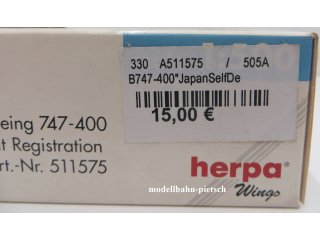 330 A511575 / 505A
B747-400"JapanSelfDe
15,00 €
eing 747-400
t Registration
rt.-Nr. 511575
herpa
Wings
modellbahn-pietsch